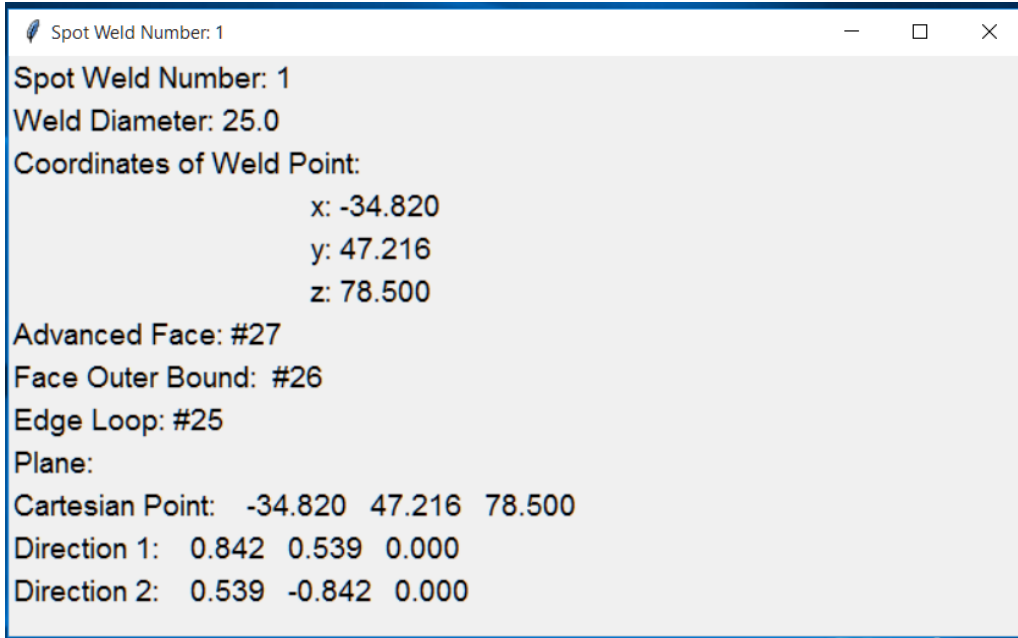 Spot Weld Number: 1
Spot Weld Number: 1
Weld Diameter: 25.0
Coordinates of Weld Point:
x: -34.820
y: 47.216
z: 78.500
Advanced Face: #27
Face Outer Bound:  #26
Edge Loop: #25
Plane:
Cartesian Point:   -34.820   47.216   78.500
Direction 1:   0.842   0.539   0.000
Direction 2:   0.539   -0.842   0.000